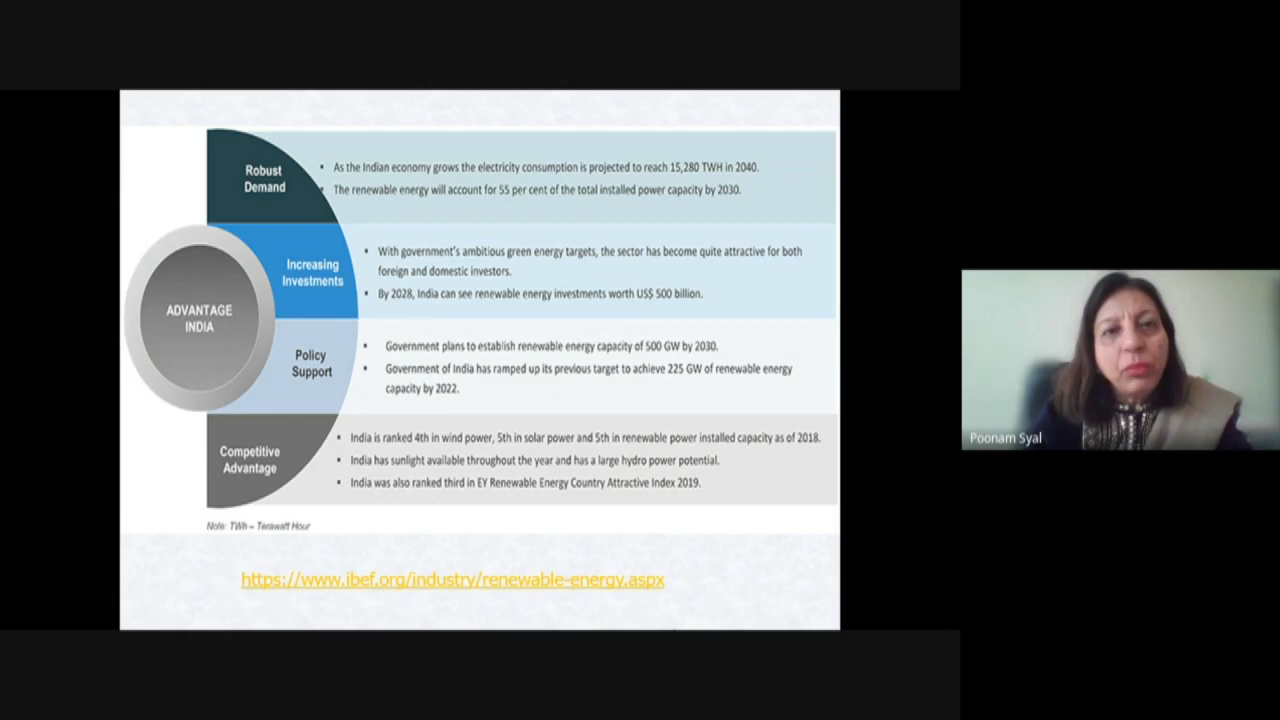 Robust
Demand
As the Indian economy grows the electricity consumption is projected to reach 15,280 TWH in 2040.
The renewable energy will account for 55 per cent of the total installed power capacity by 2030.
Increasing
Investments
With government's ambitious green energy targets, the sector has become quite attractive for both
foreign and domestic investors.
By 2028, India can see renewable energy investments worth US$ 500 billion.
ADVANTAGE
INDIA
Policy
Support
Government plans to establish renewable energy capacity of 500 GW by 2030.
Government of India has ramped up its previous target to achieve 225 GW of renewable energy
capacity by 2022.
Competitive
Advantage
India is ranked 4th in wind power, 5th in solar power and 5th in renewable power installed capacity as of 2018.
India has sunlight available throughout the year and has a large hydro power potential.
India was also ranked third in EY Renewable Energy Country Attractive Index 2019.
Note: TWh – Terawatt Hour
https://www.ibef.org/industry/renewable-energy.aspx
Poonam Syal